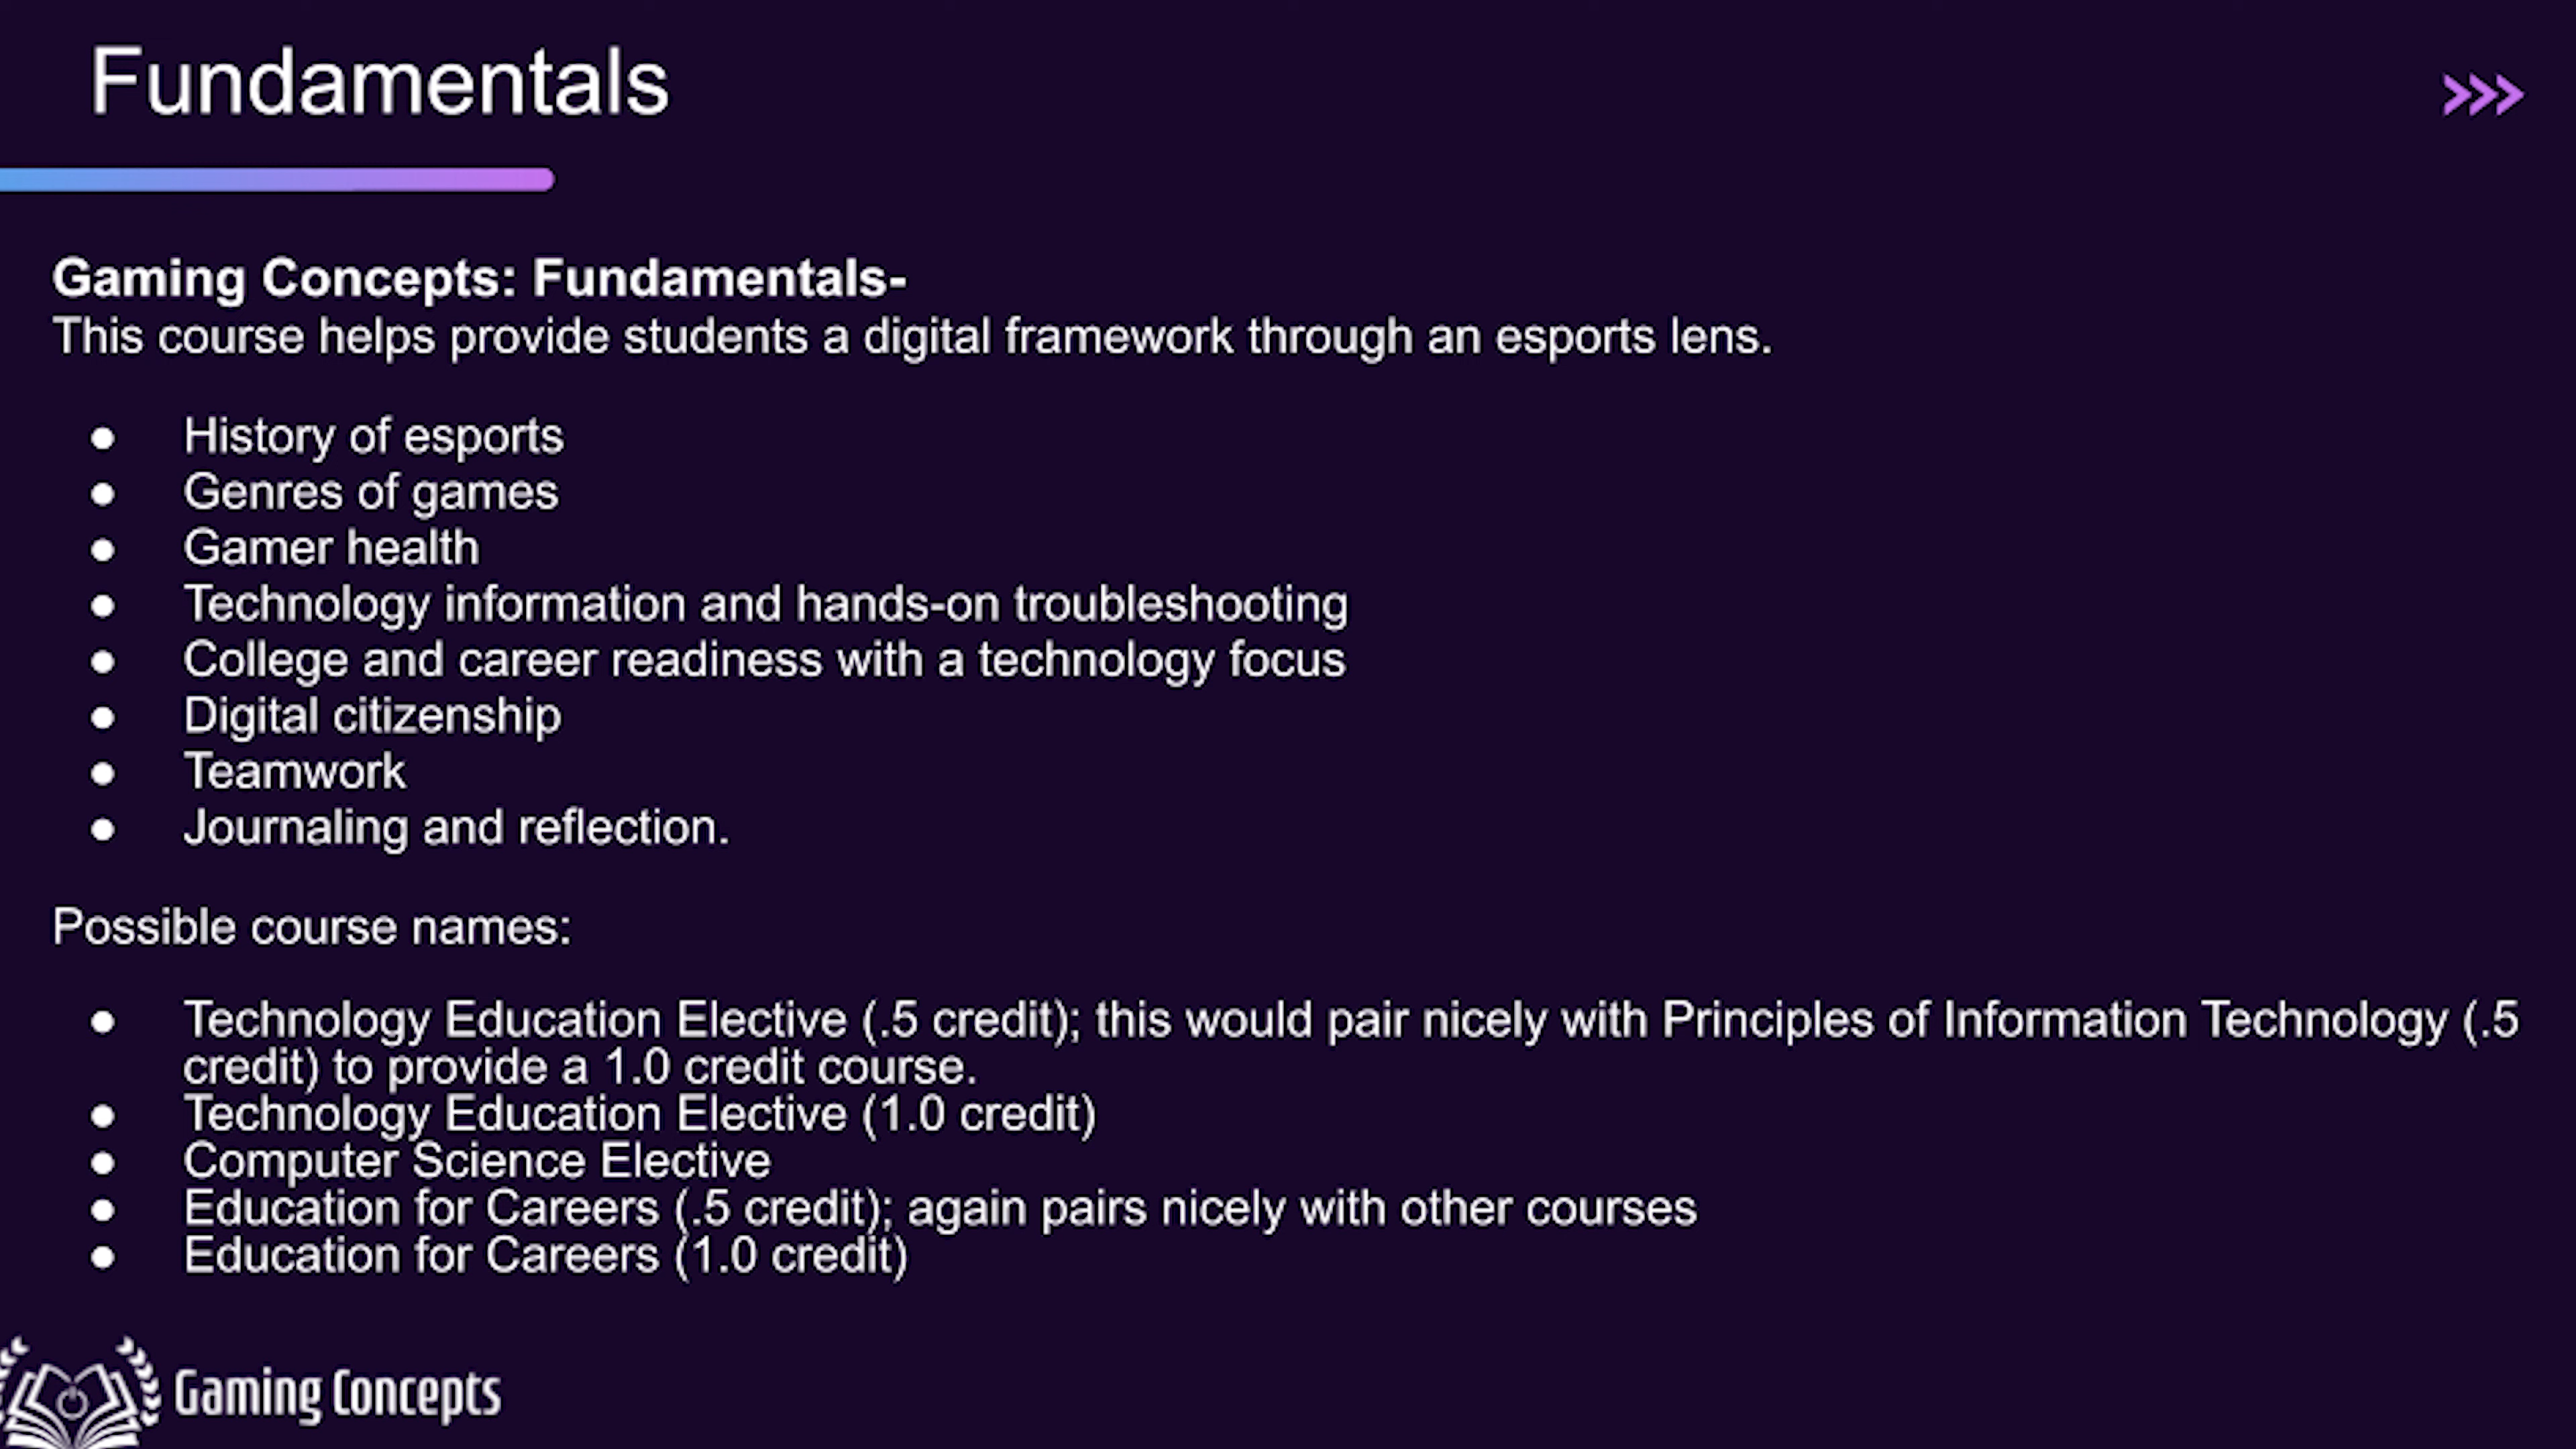 Fundamentals
Gaming Concepts: Fundamentals-
This course helps provide students a digital framework through an esports lens.
● History of esports
● Genres of games
● Gamer health
● Technology information and hands-on troubleshooting
● College and career readiness with a technology focus
● Digital citizenship
● Teamwork
● Journaling and reflection.
Possible course names:
● Technology Education Elective (.5 credit); this would pair nicely with Principles of Information Technology (.5
credit) to provide a 1.0 credit course.
● Technology Education Elective (1.0 credit)
● Computer Science Elective
● Education for Careers (.5 credit); again pairs nicely with other courses
● Education for Careers (1.0 credit)
Gaming Concepts